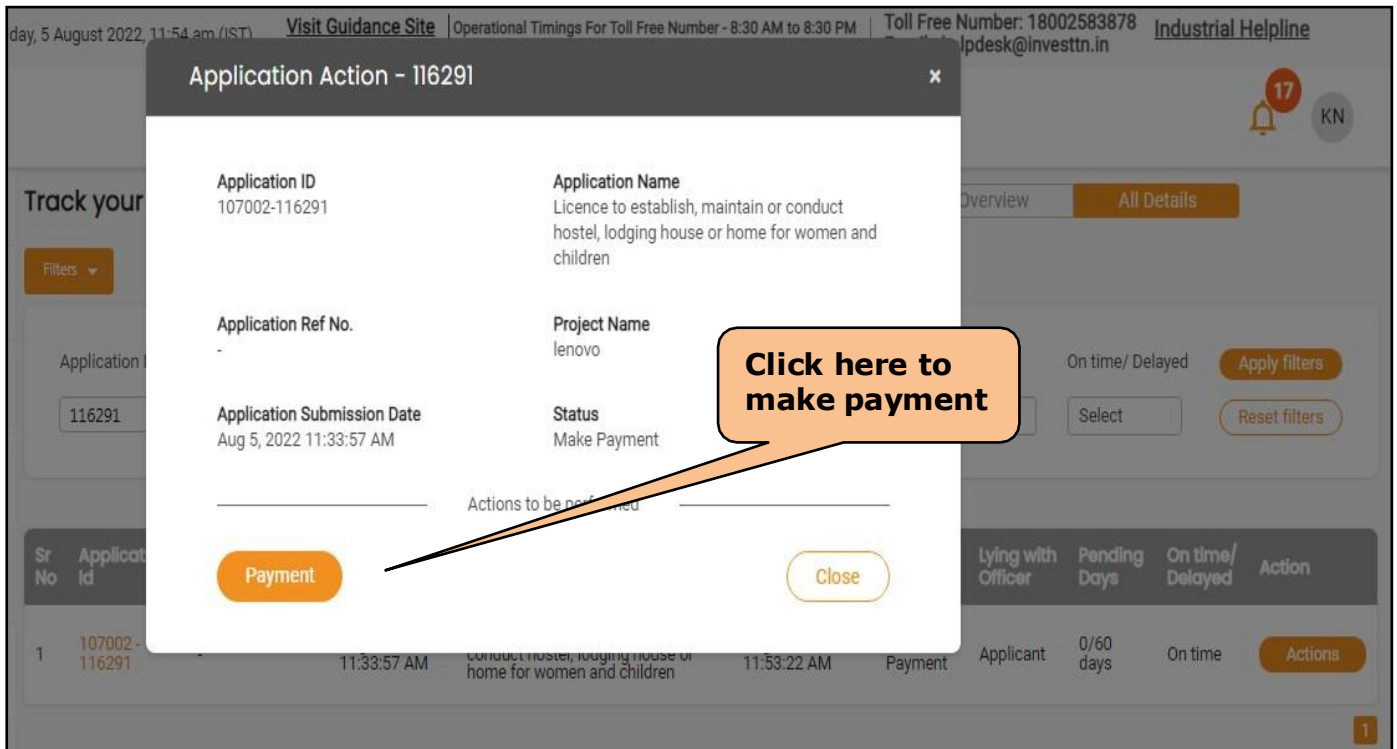 day, 5 August 2022, 11:54 am (IST) Visit Guidance Site Operational Timings For Toll Free Number - 8:30 AM to 8:30 PM Toll Free Number: 18002583878 Industrial Helpline
lpdesk@investtn.in
Application Action - 116291 ×
17
KN
Application ID
107002-116291
Application Name
Licence to establish, maintain or conduct
hostel, lodging house or home for women and
children
Track your
Overview All Details
Filters
Application Ref No.
-
Project Name
lenovo
Click here to
make payment
Application
116291
On time/ Delayed
Select
Apply filters
Reset filters
Application Submission Date
Aug 5, 2022 11:33:57 AM
Status
Make Payment
Actions to be performed
Payment
Close
Sr
No
Applicat
Id
Lying with
Officer
Pending
Days
On time/
Delayed
Action
1
107002 -
116291
-
11:33:57 AM
conduct hostel, lodging house or
home for women and children
11:53:22 AM
Payment
Applicant
0/60
days
On time
Actions
1